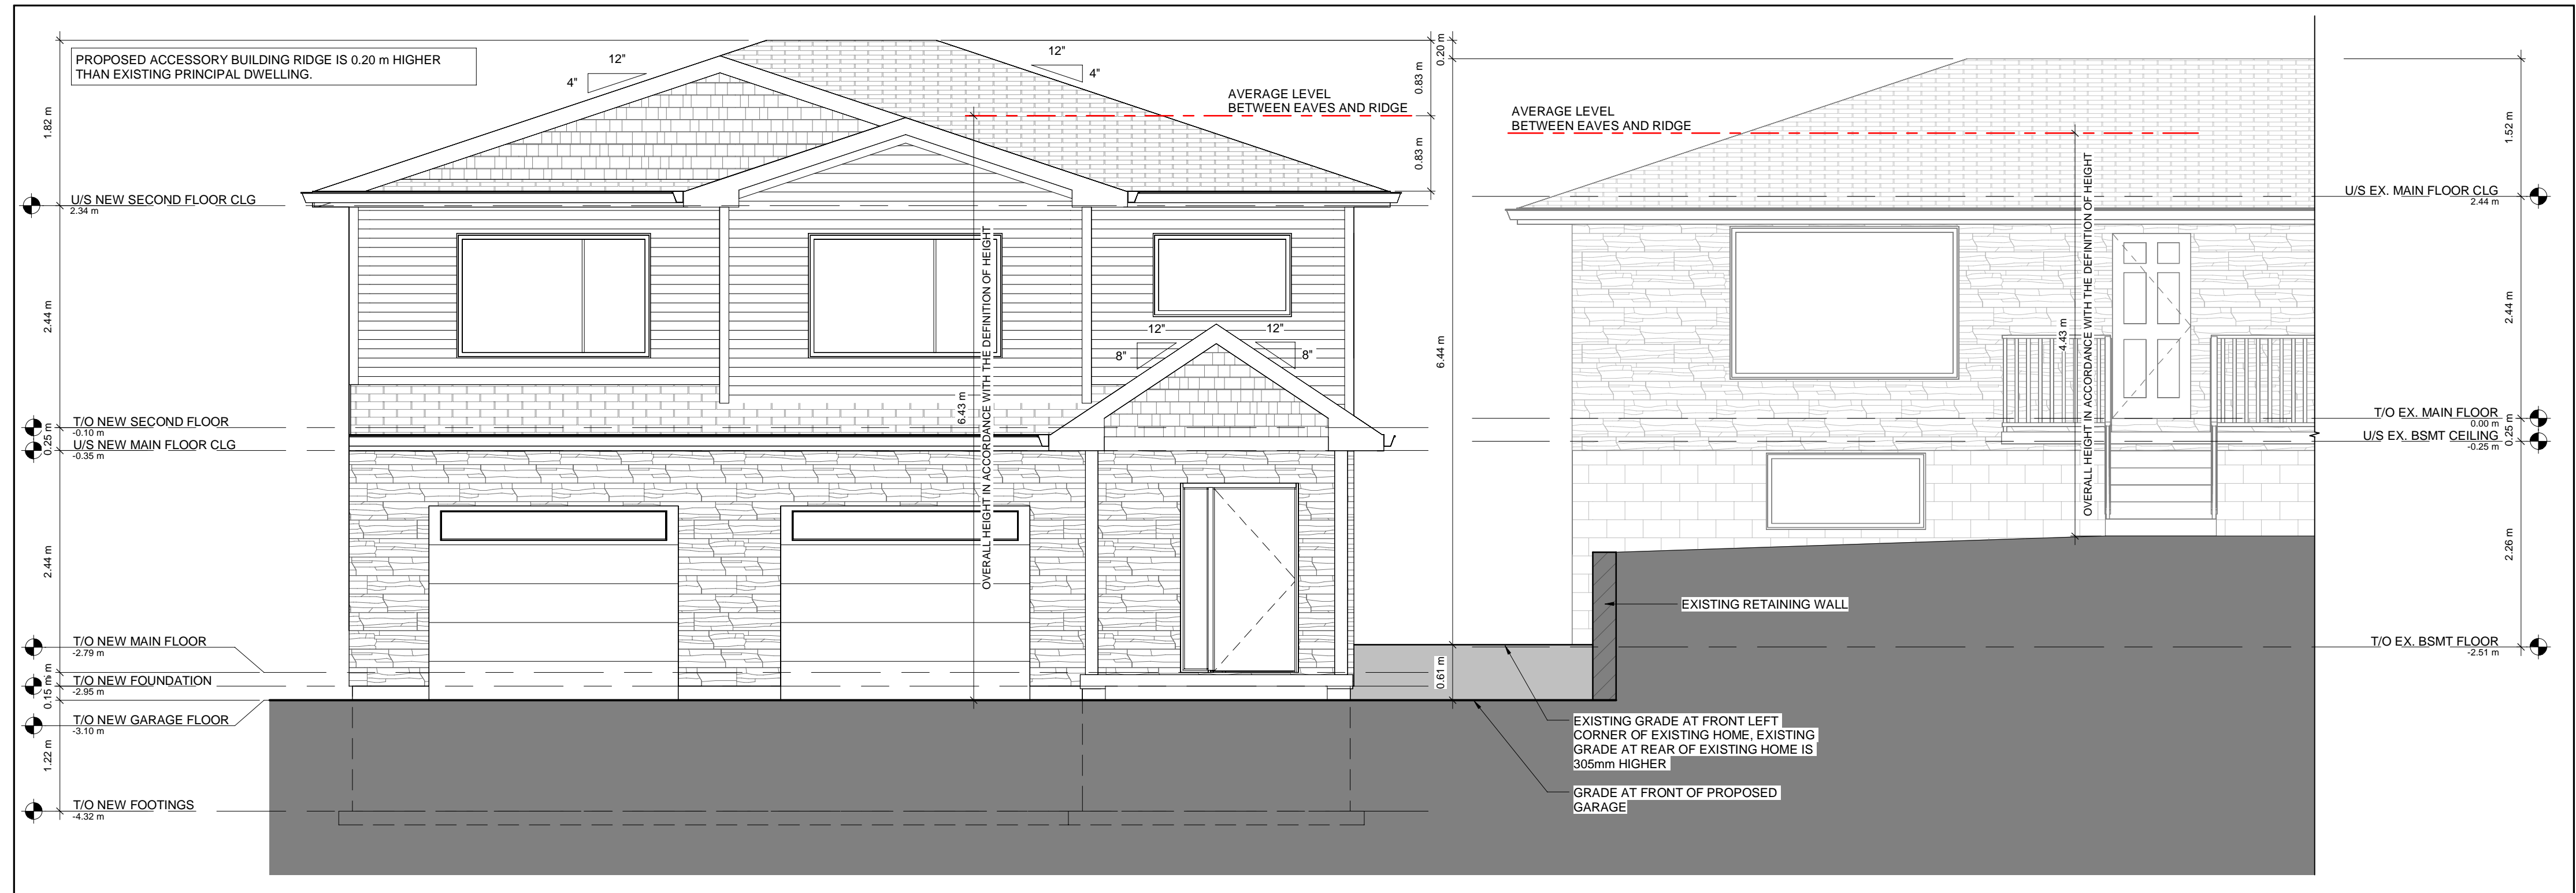 PROPOSED ACCESSORY BUILDING RIDGE IS 0.20 m HIGHER
THAN EXISTING PRINCIPAL DWELLING.
12"
4"
12"
4"
AVERAGE LEVEL
BETWEEN EAVES AND RIDGE
0.20 m
0.83 m
0.83 m
AVERAGE LEVEL
BETWEEN EAVES AND RIDGE
1.82 m
1.52 m
U/S NEW SECOND FLOOR CLG
2.34 m
U/S EX. MAIN FLOOR CLG
2.44 m
2.44 m
2.44 m
OVERALL HEIGHT IN ACCORDANCE WITH THE DEFINITION OF HEIGHT
6.43 m
OVERALL HEIGHT IN ACCORDANCE WITH THE DEFINITION OF HEIGHT
4.43 m
12"
8"
12"
8"
6.44 m
T/O NEW SECOND FLOOR
-0.10 m
0.25 m
U/S NEW MAIN FLOOR CLG
-0.35 m
T/O EX. MAIN FLOOR
0.00 m
0.25 m
U/S EX. BSMT CEILING
-0.25 m
2.44 m
2.26 m
EXISTING RETAINING WALL
T/O NEW MAIN FLOOR
-2.79 m
T/O EX. BSMT FLOOR
-2.51 m
T/O NEW FOUNDATION
-2.95 m
0.15 m
0.61 m
T/O NEW GARAGE FLOOR
-3.10 m
EXISTING GRADE AT FRONT LEFT
CORNER OF EXISTING HOME, EXISTING
GRADE AT REAR OF EXISTING HOME IS
305mm HIGHER
1.22 m
GRADE AT FRONT OF PROPOSED
GARAGE
T/O NEW FOOTINGS
-4.32 m